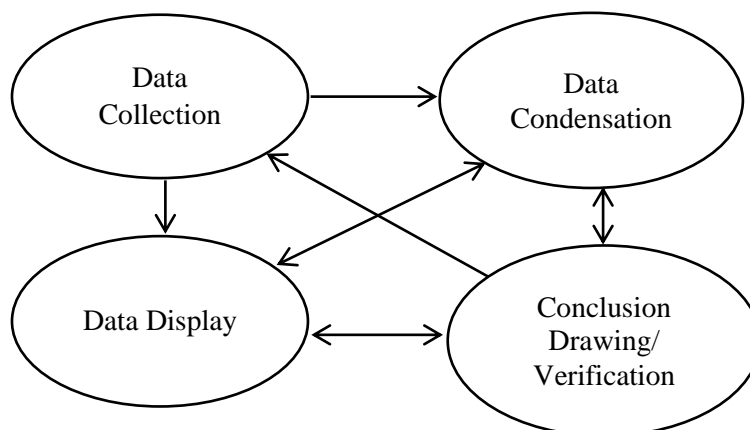 Data
Collection
Data
Condensation
Data Display
Conclusion
Drawing/
Verification